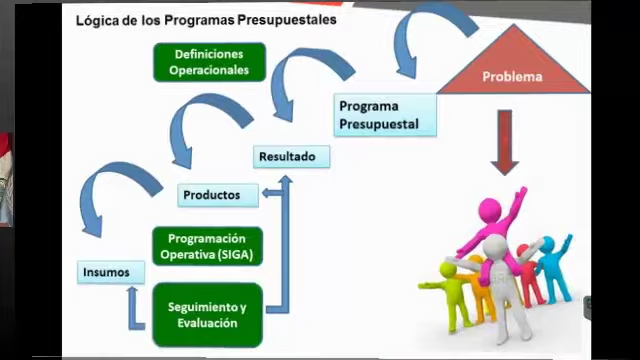 Lógica de los Programas Presupuestales
Definiciones
Operacionales
Problema
Programa
Presupuestal
Resultado
Productos
Programación
Operativa (SIGA)
Insumos
Seguimiento y
Evaluación